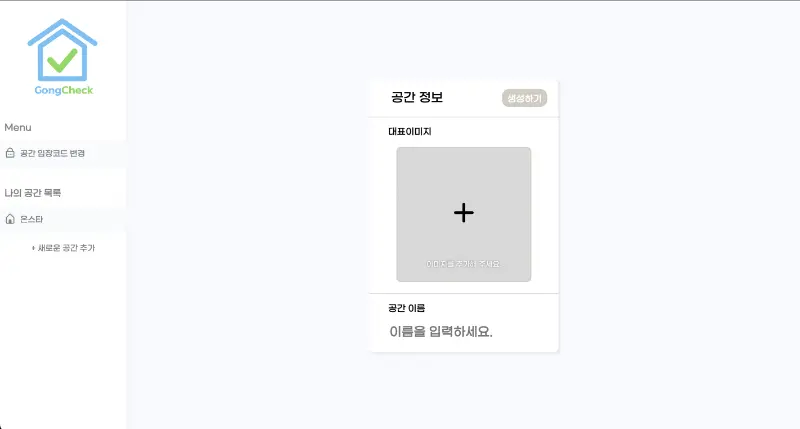 GongCheck
Menu
공간 입장코드 변경
나의 공간 목록
온스타
+ 새로운 공간 추가
공간 정보
생성하기
대표이미지
이미지를 추가해 주세요.
공간 이름
이름을 입력하세요.